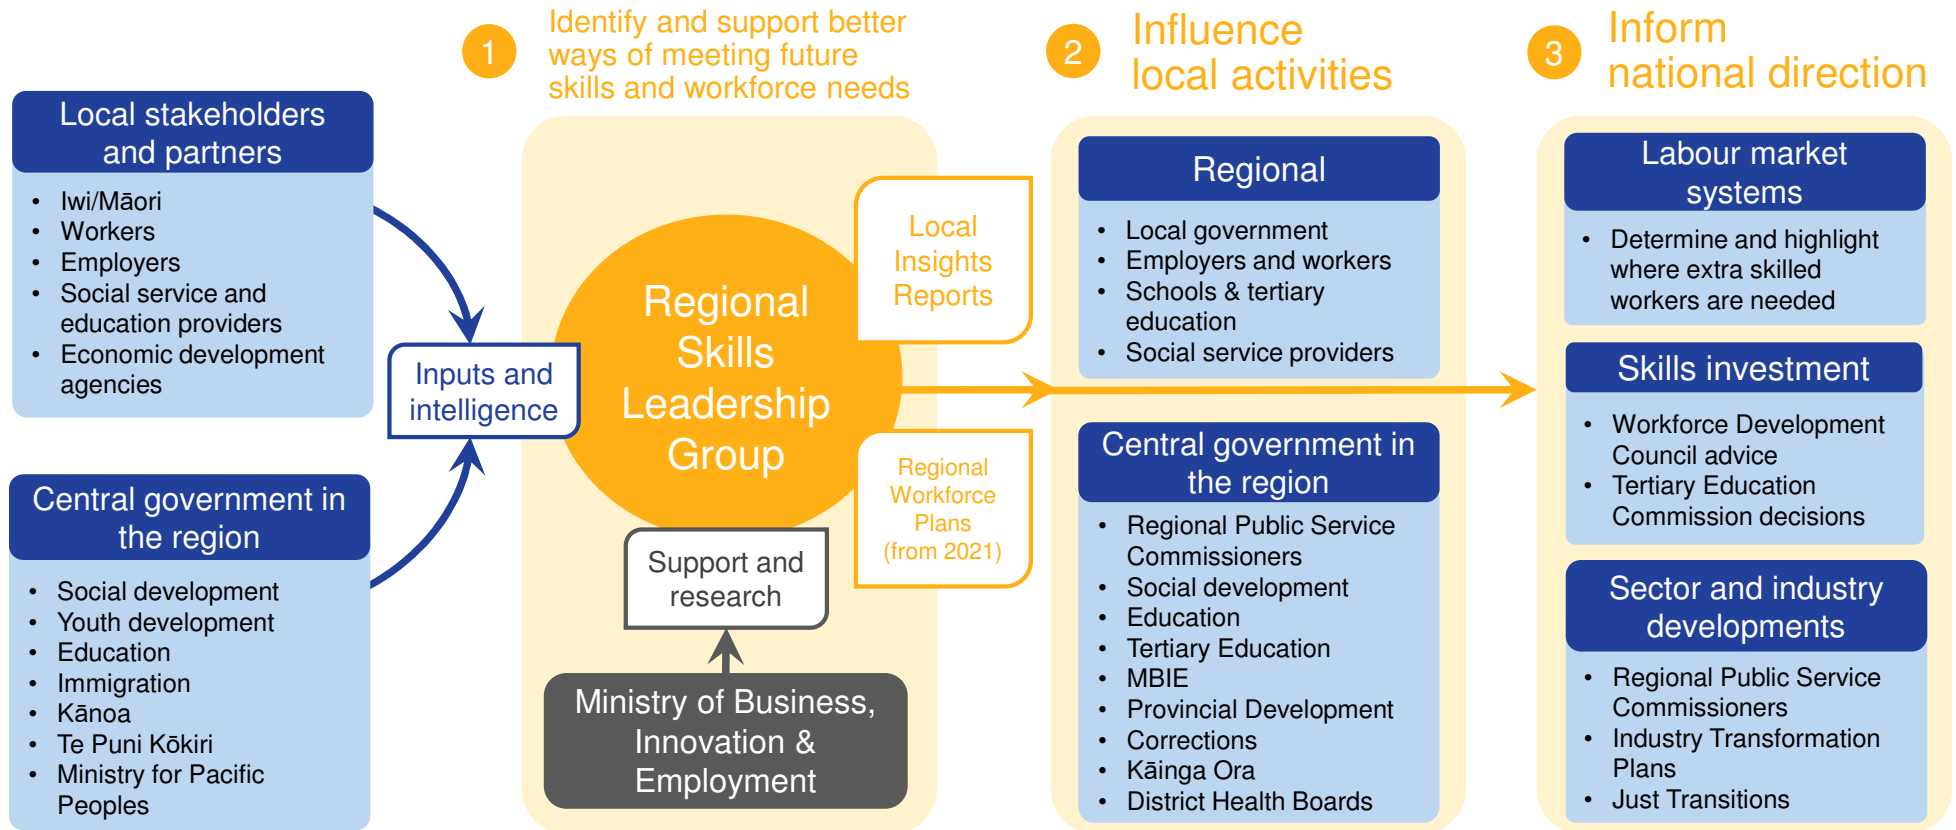 1
Identify and support better
ways of meeting future
skills and workforce needs
2
Influence
local activities
3
Inform
national direction
Local stakeholders
and partners
• Iwi/Māori
• Workers
• Employers
• Social service and
education providers
• Economic development
agencies
Central government in
the region
• Social development
• Youth development
• Education
• Immigration
• Kānoa
• Te Puni Kōkiri
• Ministry for Pacific
Peoples
Inputs and
intelligence
Regional
Skills
Leadership
Group
Local
Insights
Reports
Regional
Workforce
Plans
(from 2021)
Support and
research
Ministry of Business,
Innovation &
Employment
Regional
• Local government
• Employers and workers
• Schools & tertiary
education
• Social service providers
Central government in
the region
• Regional Public Service
Commissioners
• Social development
• Education
• Tertiary Education
• MBIE
• Provincial Development
• Corrections
• Kāinga Ora
• District Health Boards
Labour market
systems
• Determine and highlight
where extra skilled
workers are needed
Skills investment
• Workforce Development
Council advice
• Tertiary Education
Commission decisions
Sector and industry
developments
• Regional Public Service
Commissioners
• Industry Transformation
Plans
• Just Transitions